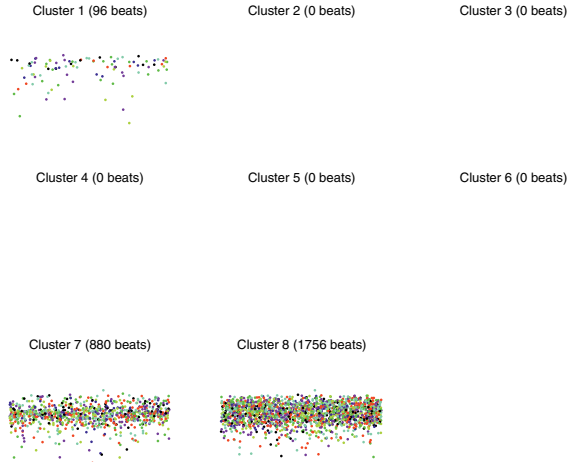 Cluster 1 (96 beats)
Cluster 2 (0 beats)
Cluster 3 (0 beats)
Cluster 4 (0 beats)
Cluster 5 (0 beats)
Cluster 6 (0 beats)
Cluster 7 (880 beats)
Cluster 8 (1756 beats)